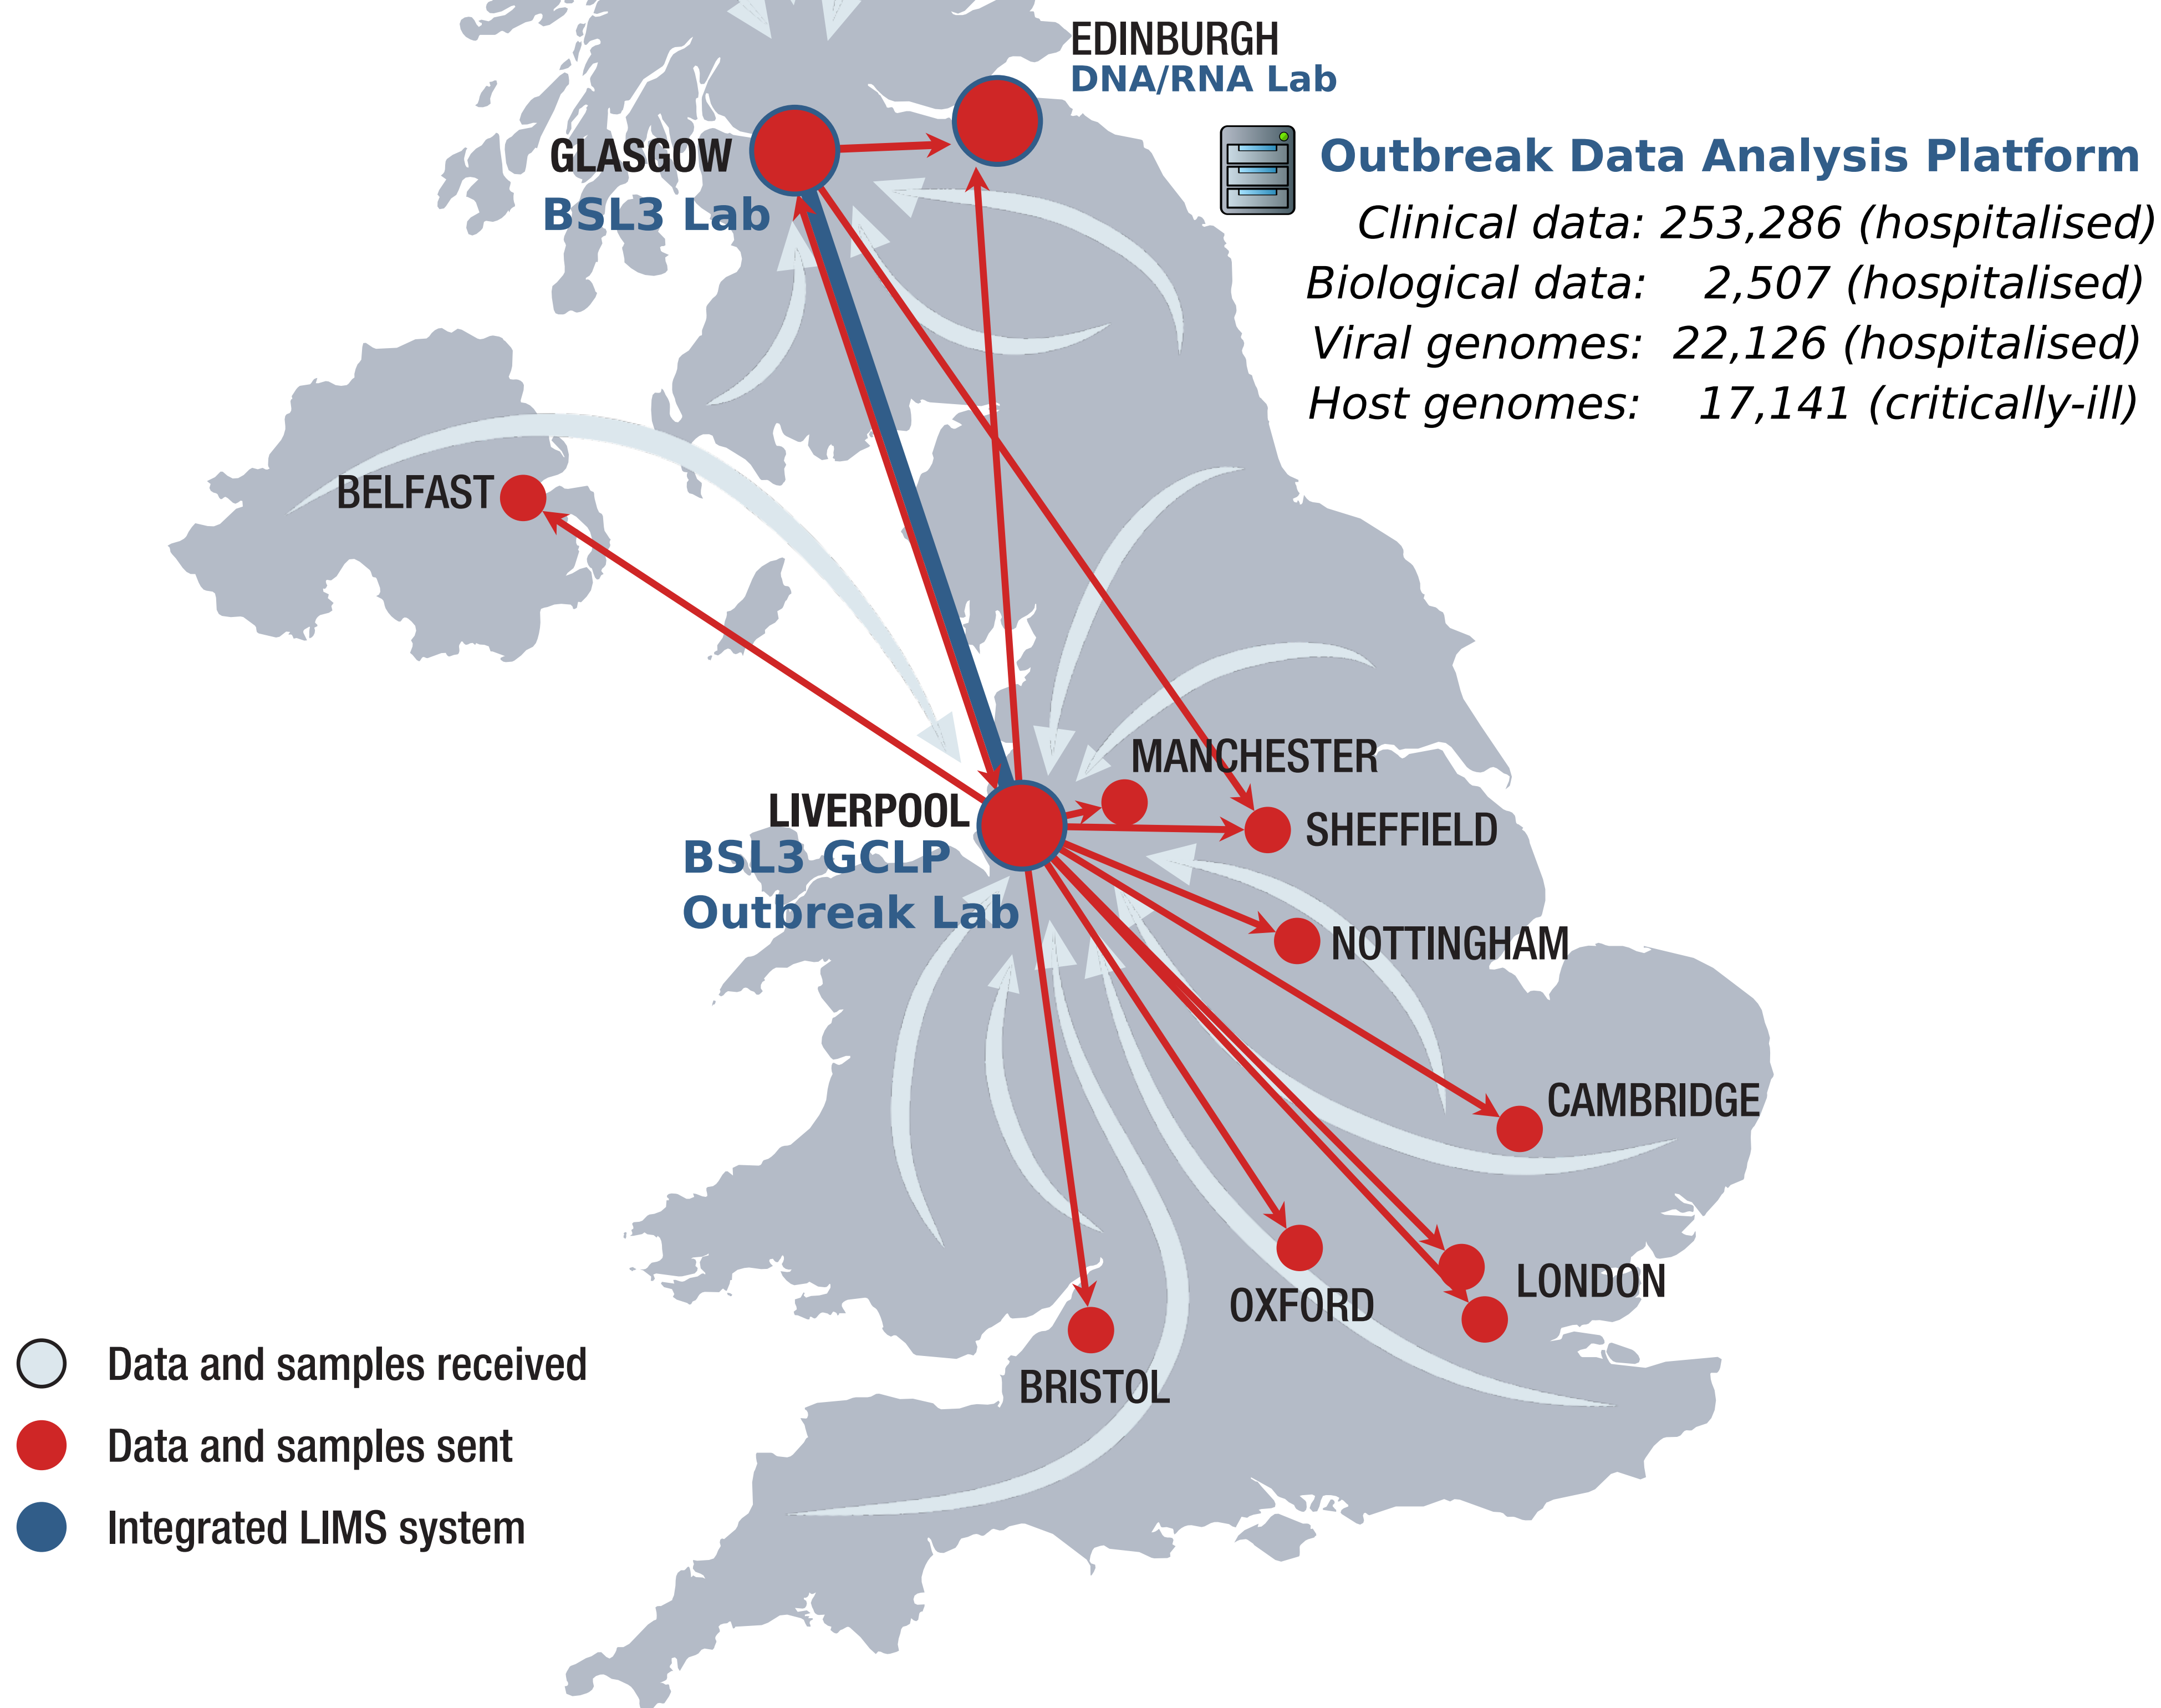 EDINBURGH
DNA/RNA Lab
GLASGOW
BSL3 Lab
Outbreak Data Analysis Platform
Clinical data: 253,286 (hospitalised)
Biological data: 2,507 (hospitalised)
Viral genomes: 22,126 (hospitalised)
Host genomes: 17,141 (critically-ill)
BELFAST
MANCHESTER
LIVERPOOL
BSL3 GCLP
Outbreak Lab
SHEFFIELD
NOTTINGHAM
CAMBRIDGE
LONDON
OXFORD
BRISTOL
Data and samples received
Data and samples sent
Integrated LIMS system